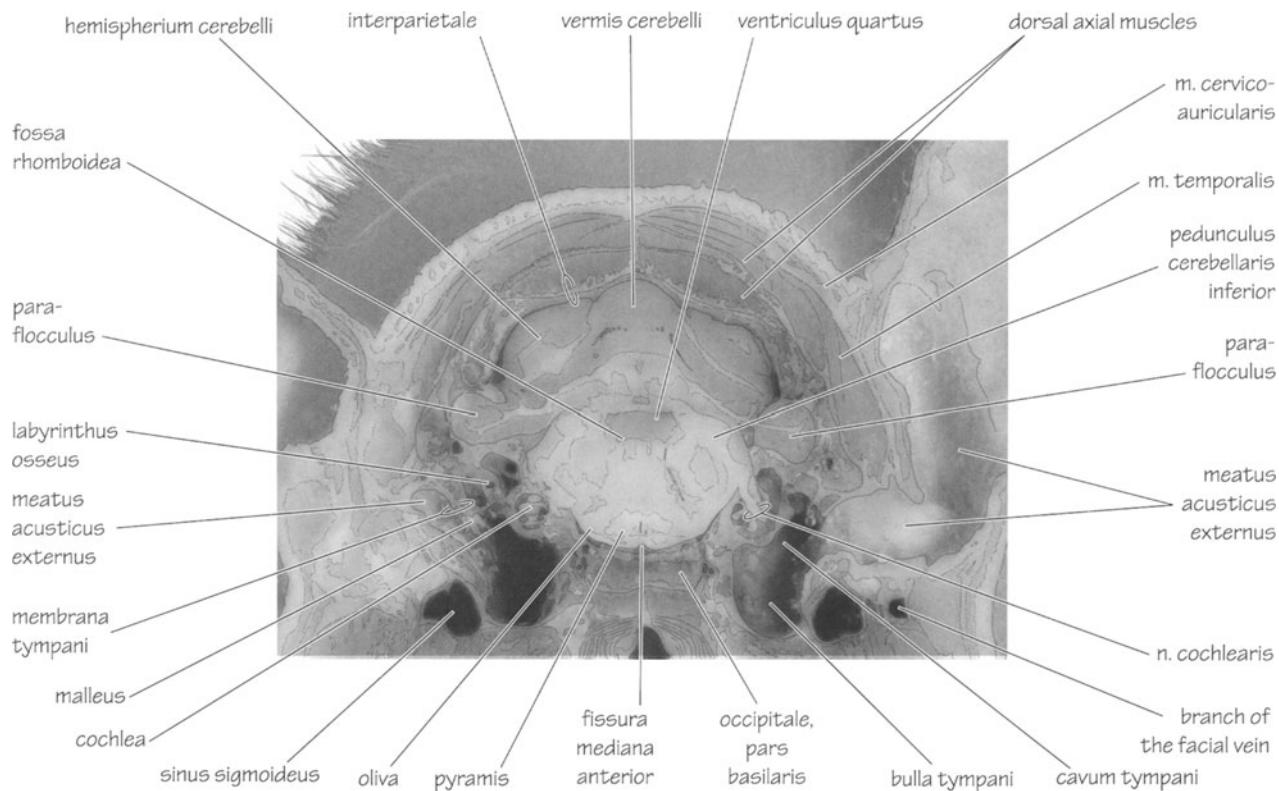 hemispherium cerebelli
interparietale
vermis cerebelli
ventriculus quartus
dorsal axial muscles
fossa
rhomboidea
para-
flocculus
labyrinthus
osseus
meatus
acusticus
externus
membrana
tympani
malleus
cochlea
sinus sigmoideus
oliva
pyramis
fissura
mediana
anterior
occipitale,
pars
basilaris
bulla tympani
cavum tympani
m. cervico-
auricularis
m. temporalis
pedunculus
cerebellaris
inferior
para-
flocculus
meatus
acusticus
externus
n. cochlearis
branch of
the facial vein